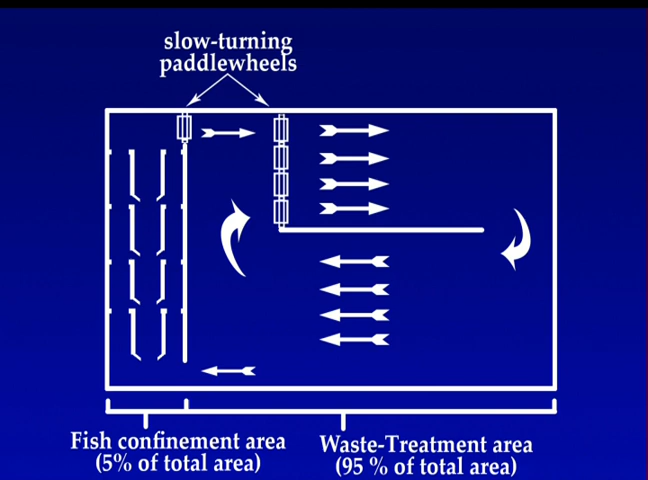 slow-turning
paddlewheels
Fish confinement area
(5% of total area)
Waste-Treatment area
(95 % of total area)